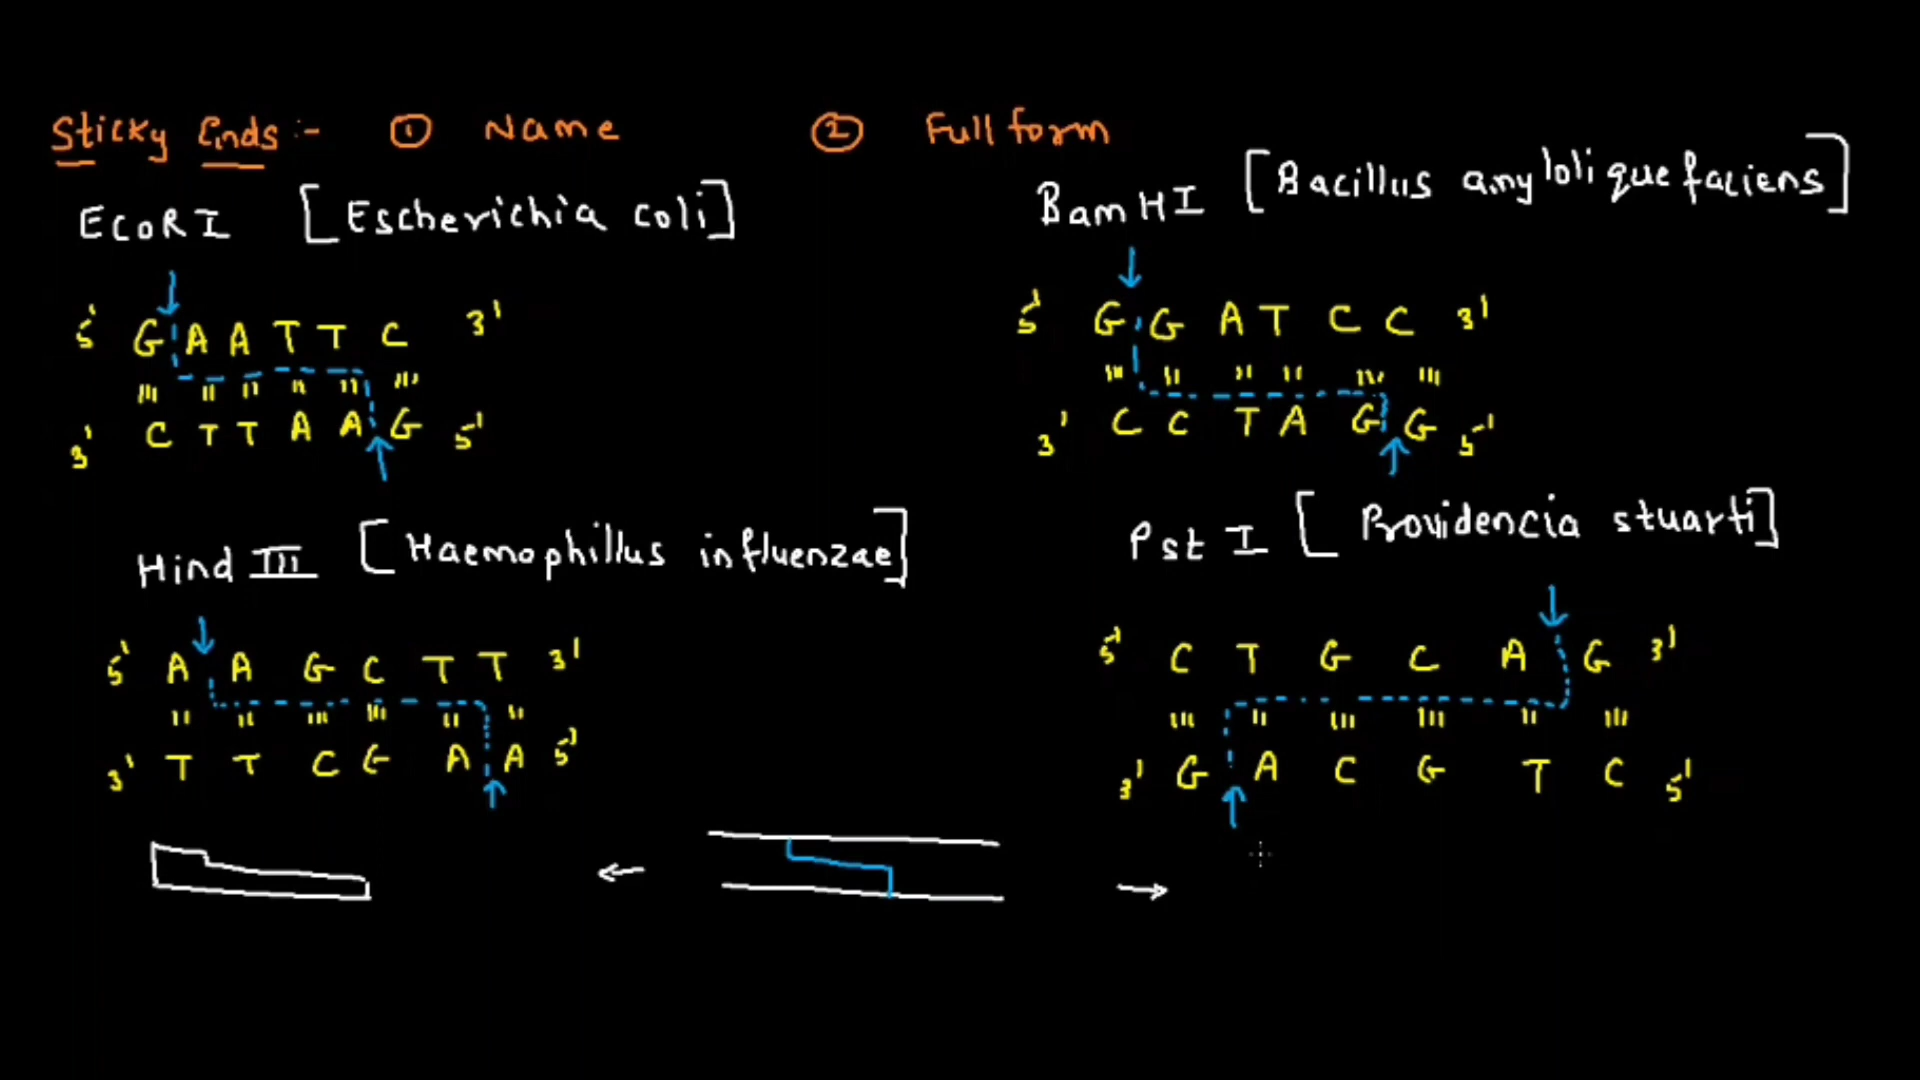 Sticky Ends :- ① Name ② Full form
EcoR I [Escherichia coli]
5' G A A T T C 3'
3' C T T A A G 5'
BamHI [Bacillus amyloliquefaciens]
5' G G A T C C 3'
3' C C T A G G 5'
Hind III [Haemophillus influenzae]
5' A A G C T T 3'
3' T T C G A A 5'
Pst I [Providencia stuarti]
5' C T G C A G 3'
3' G A C G T C 5'